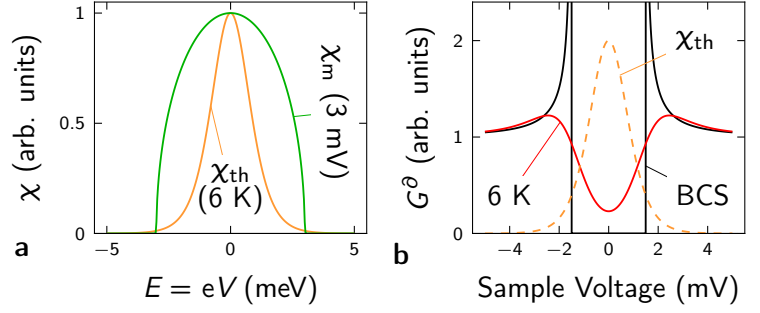 χ (arb. units)
1
0.5
0
χm (3 mV)
χth
(6 K)
−5
0
5
a
E = eV (meV)
G∂ (arb. units)
2
1
0
χth
6 K
BCS
−4
−2
0
2
4
b
Sample Voltage (mV)